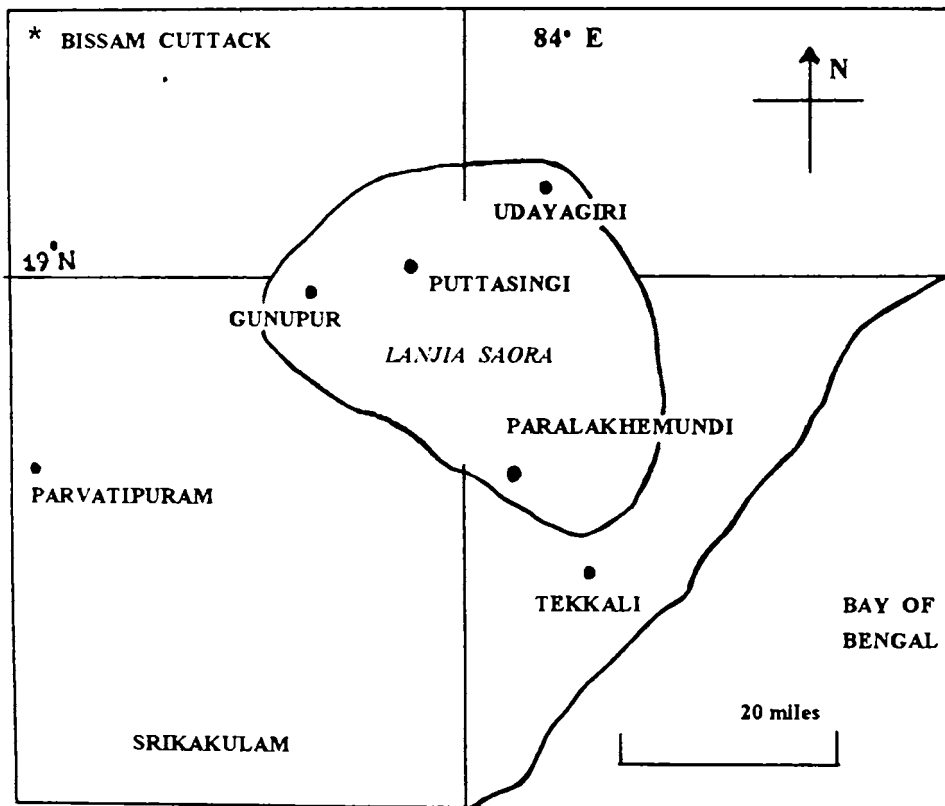 * BISSAM CUTTACK
84° E
N
UDAYAGIRI
19°N
PUTTASINGI
GUNUPUR
LANJIA SAORA
PARALAKHEMUNDI
PARVATIPURAM
TEKKALI
BAY OF
BENGAL
20 miles
SRIKAKULAM